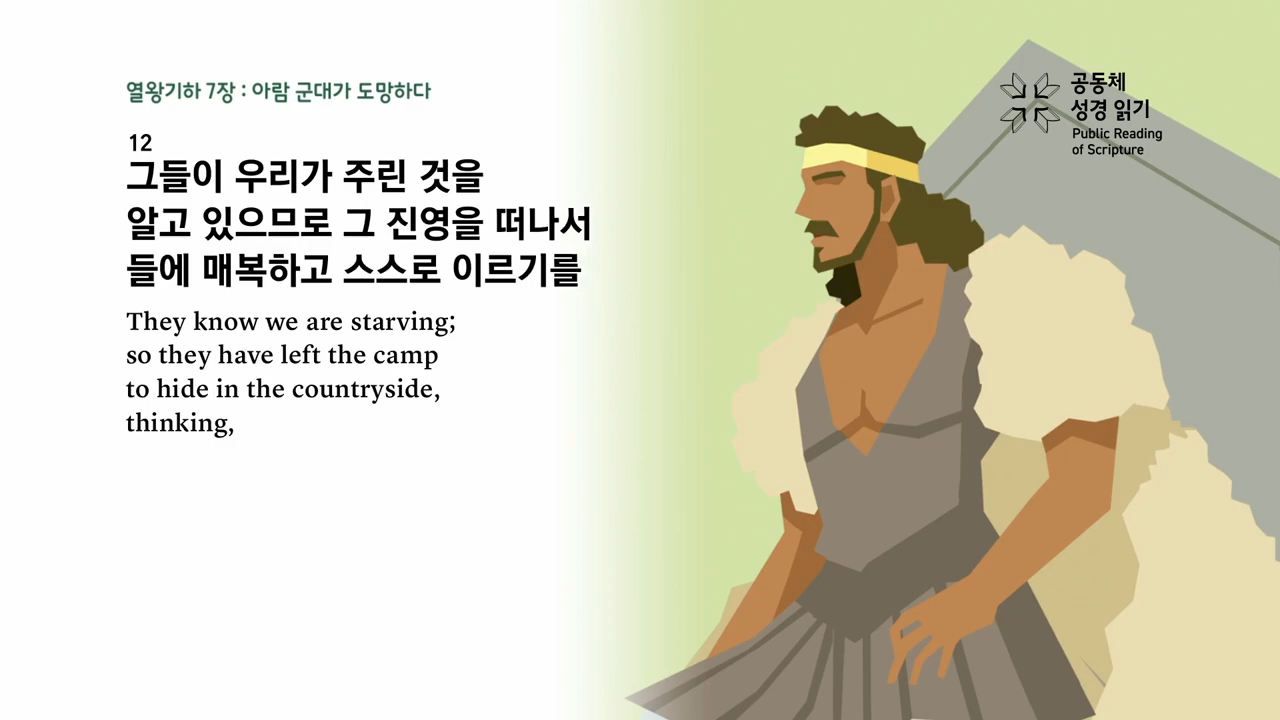 열왕기하 7장 : 아람 군대가 도망하다
12
그들이 우리가 주린 것을
알고 있으므로 그 진영을 떠나서
들에 매복하고 스스로 이르기를
They know we are starving;
so they have left the camp
to hide in the countryside,
thinking,
공동체
성경 읽기
Public Reading
of Scripture